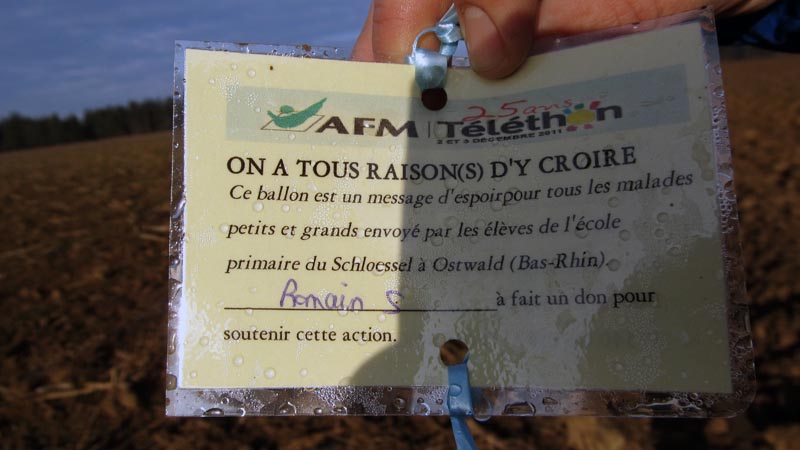 25 ans
AFM | Téléthon
2 ET 3 DÉCEMBRE 2011
ON A TOUS RAISON(S) D'Y CROIRE
Ce ballon est un message d'espoirpour tous les malades
petits et grands envoyé par les élèves de l'école
primaire du Schloessel à Ostwald (Bas-Rhin).
Romain S à fait un don pour
soutenir cette action.